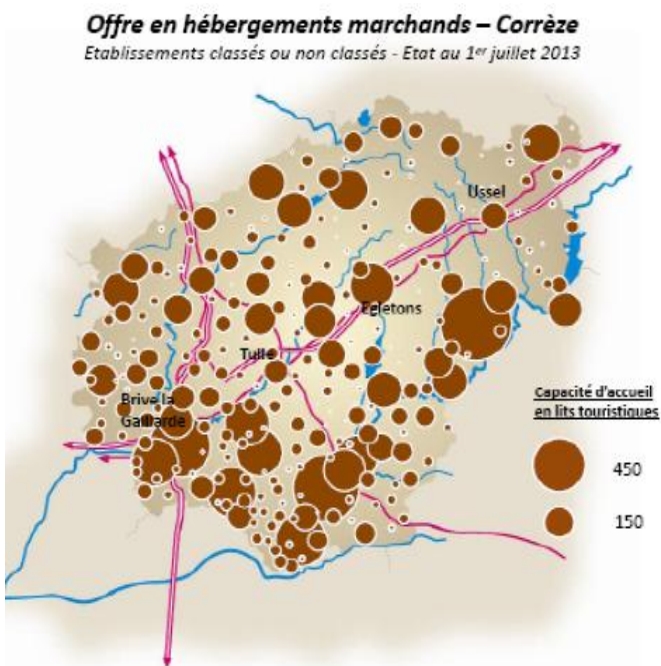 Offre en hébergements marchands – Corrèze
Etablissements classés ou non classés - Etat au 1er juillet 2013
Ussel
Egletons
Tulle
Brive la
Gaillarde
Capacité d'accueil
en lits touristiques
450
150